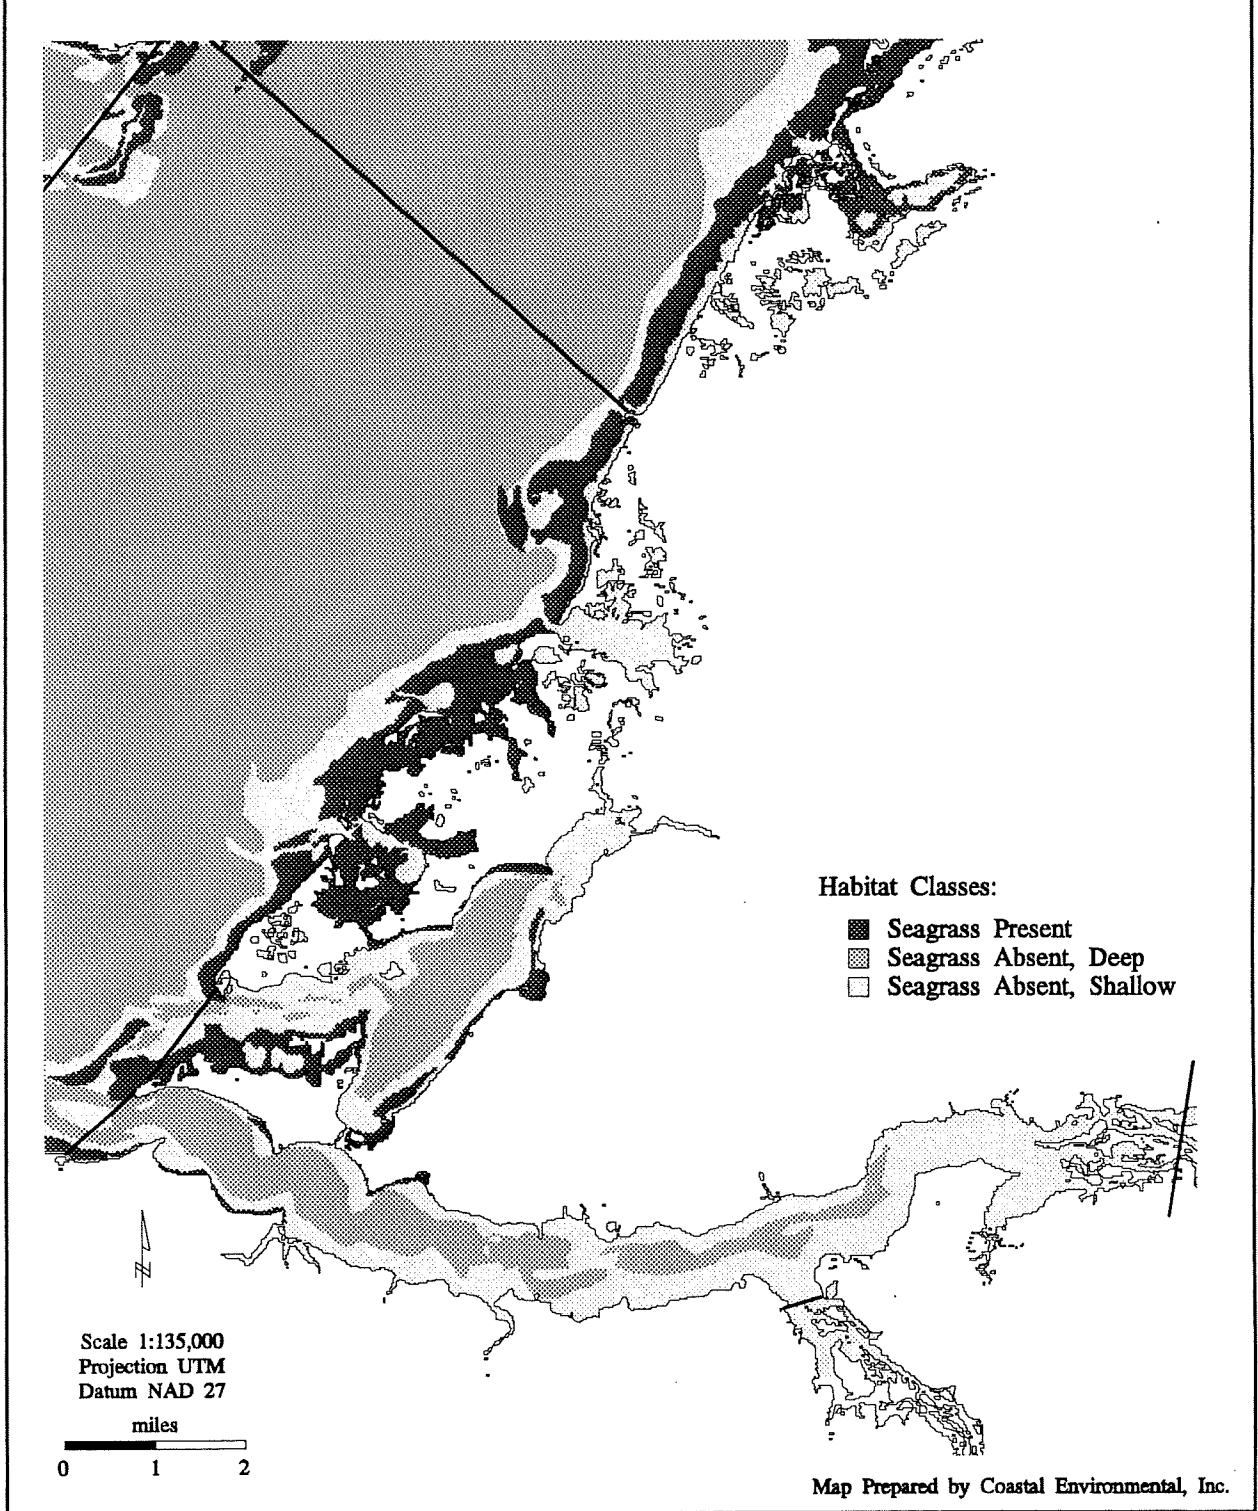 Habitat Classes:
Seagrass Present
Seagrass Absent, Deep
Seagrass Absent, Shallow
N
Scale 1:135,000
Projection UTM
Datum NAD 27
miles
0 1 2
Map Prepared by Coastal Environmental, Inc.